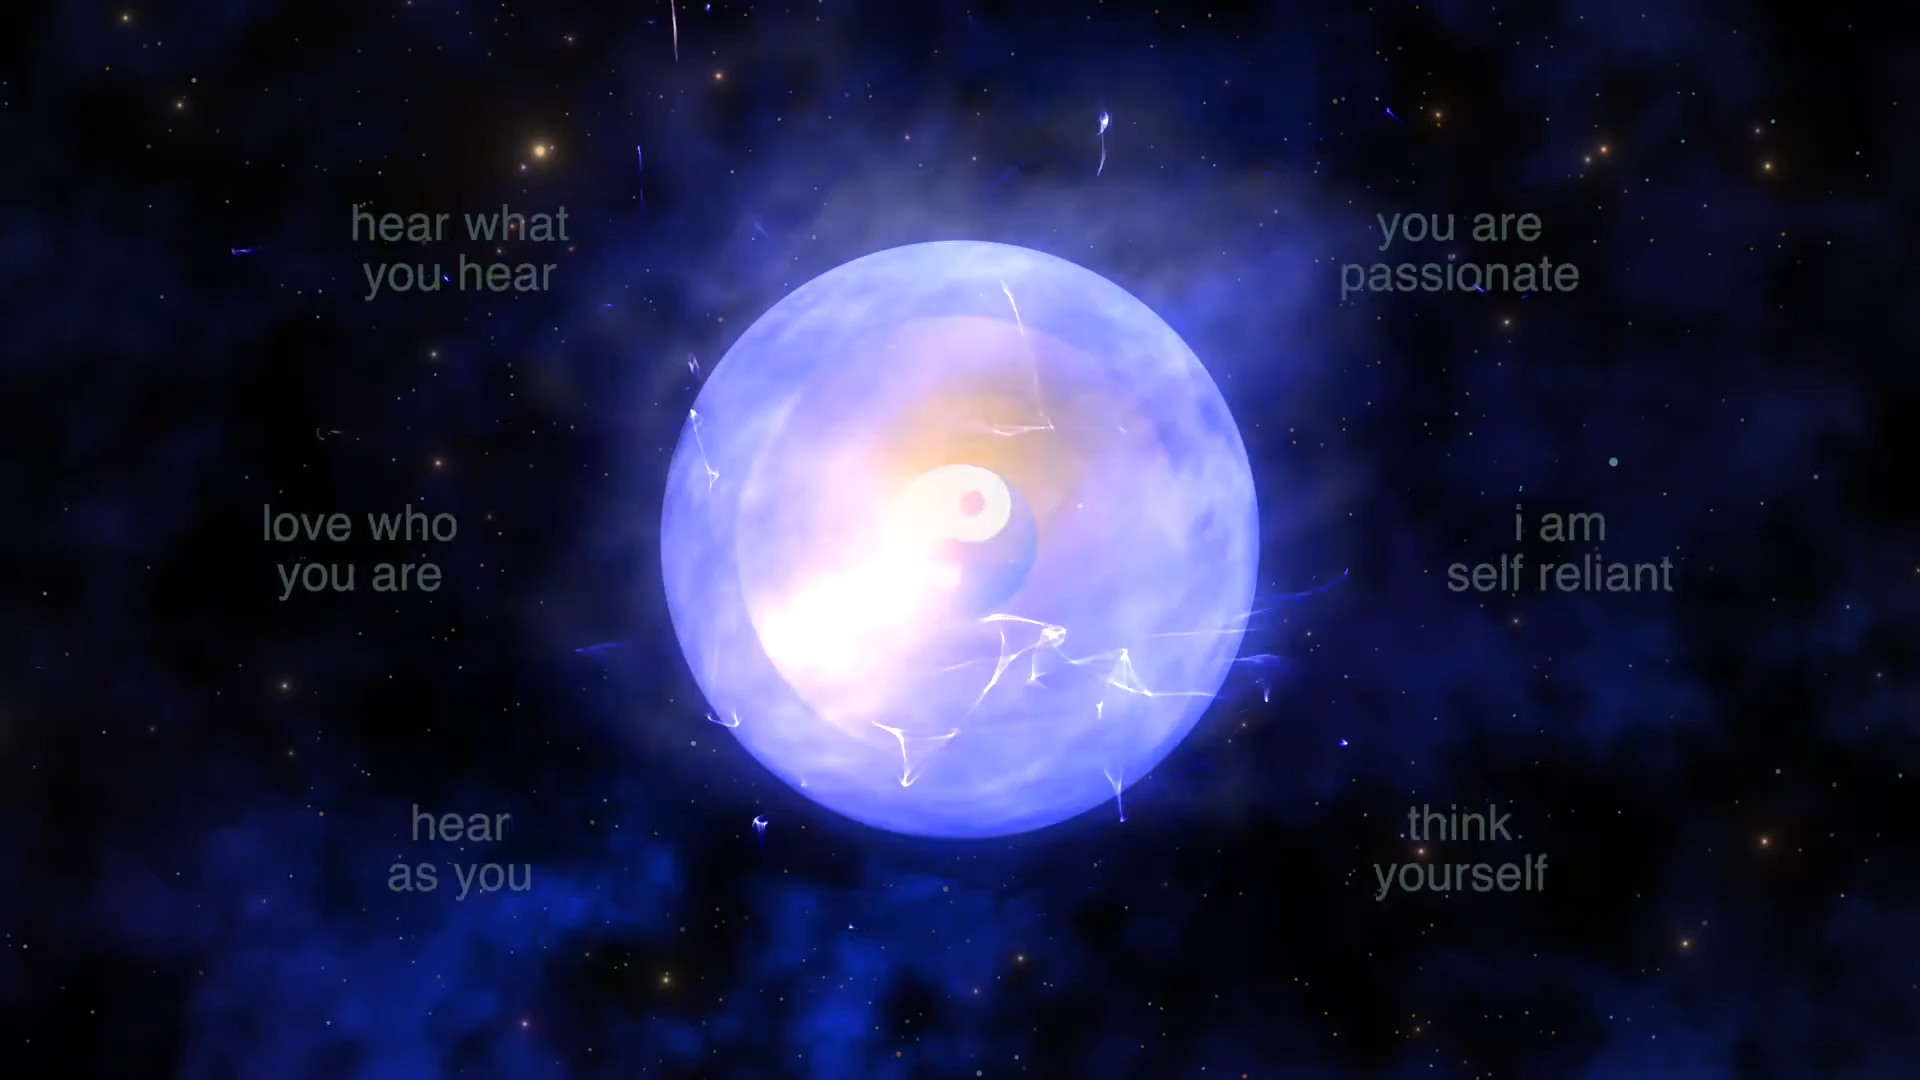 hear what
you hear
you are
passionate
love who
you are
i am
self reliant
hear
as you
think
yourself